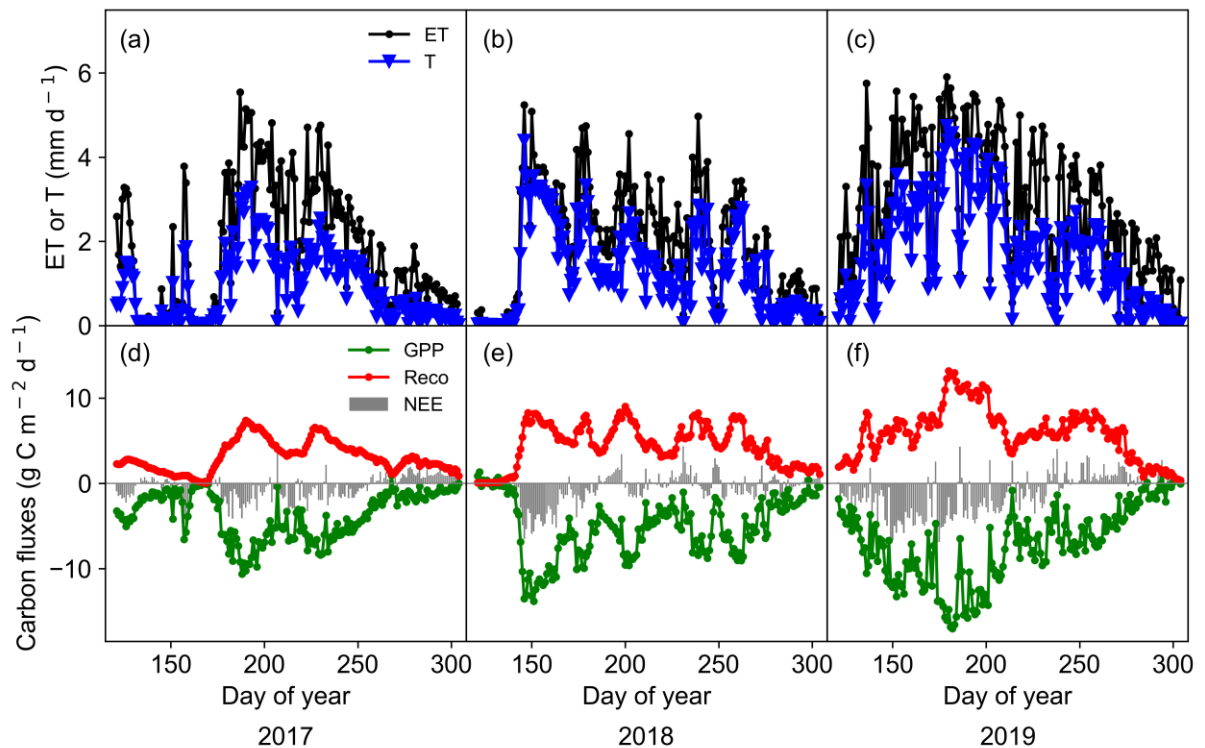 (a)
ET
T
(b)
(c)
ET or T (mm d⁻¹)
6
4
2
0
(d)
GPP
Reco
NEE
(e)
(f)
Carbon fluxes (g C m⁻² d⁻¹)
10
0
−10
150 200 250 300 150 200 250 300 150 200 250 300
Day of year Day of year Day of year
2017 2018 2019